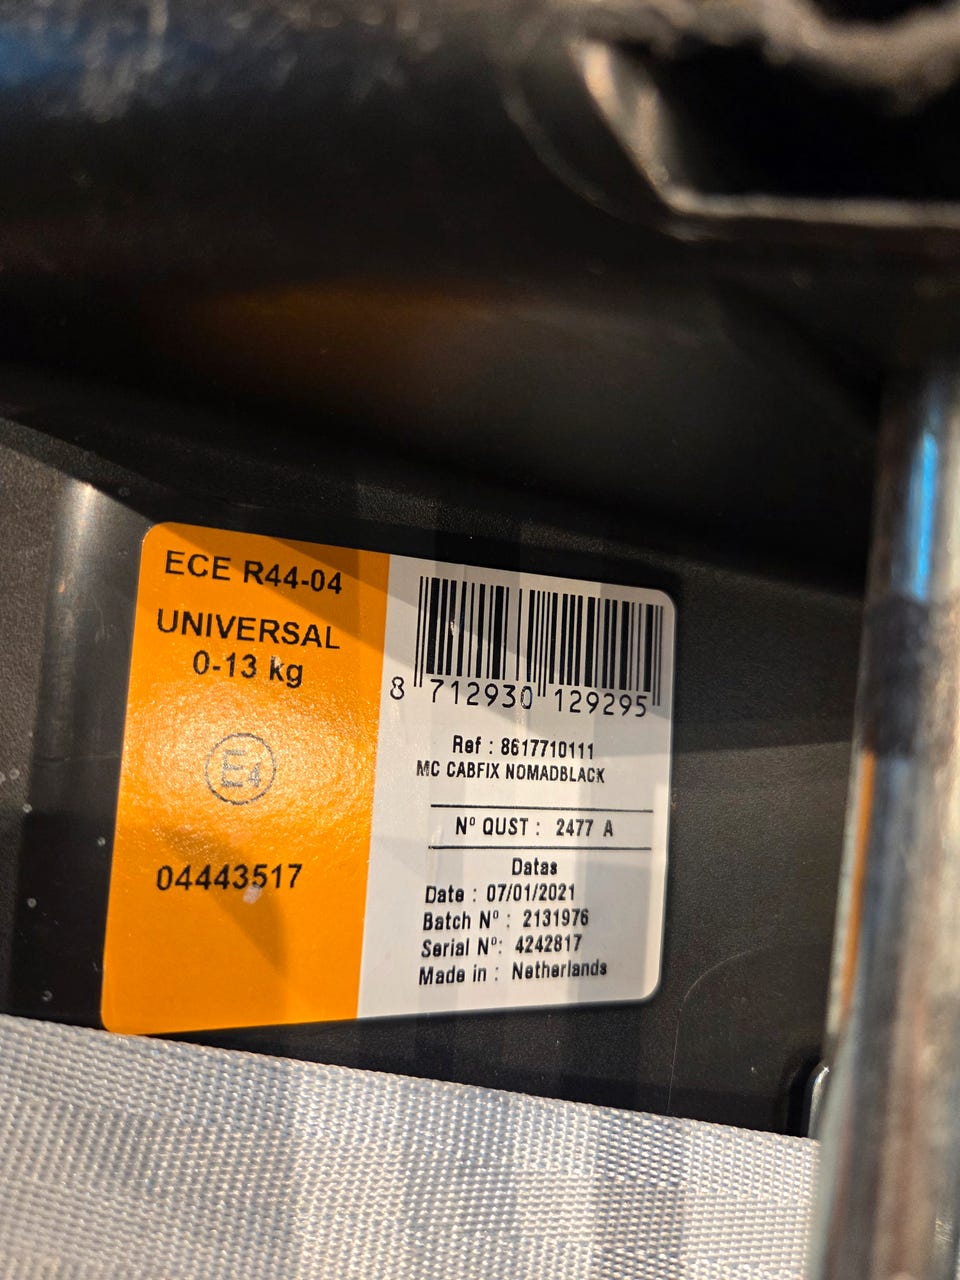 ECE R44-04
UNIVERSAL
0-13 kg
E4
04443517
8 712930 129295
Ref : 8617710111
MC CABFIX NOMADBLACK
Nº QUST : 2477 A
Datas
Date : 07/01/2021
Batch Nº : 2131976
Serial Nº: 4242817
Made in : Netherlands